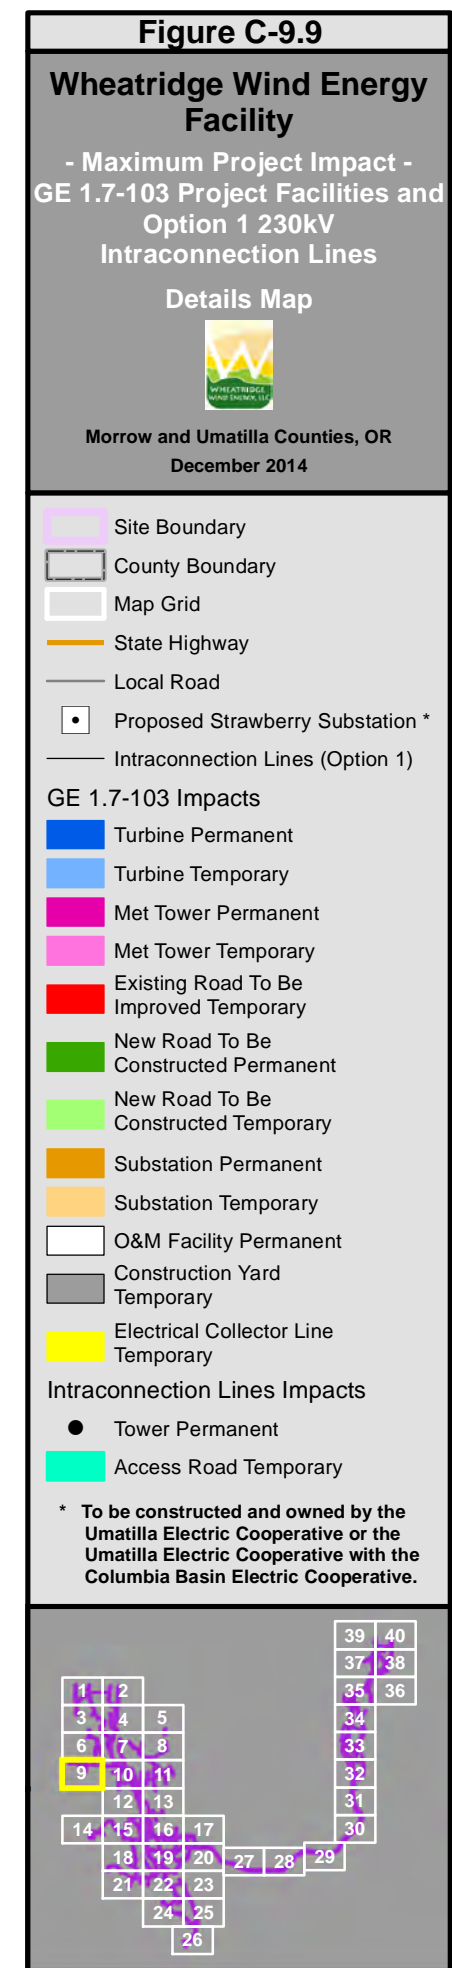 Figure C-9.9
Wheatridge Wind Energy
Facility
- Maximum Project Impact -
GE 1.7-103 Project Facilities and
Option 1 230kV
Intraconnection Lines
Details Map
W
WHEATRIDGE
WIND ENERGY, LLC
Morrow and Umatilla Counties, OR
December 2014
Site Boundary
County Boundary
Map Grid
State Highway
Local Road
Proposed Strawberry Substation *
Intraconnection Lines (Option 1)
GE 1.7-103 Impacts
Turbine Permanent
Turbine Temporary
Met Tower Permanent
Met Tower Temporary
Existing Road To Be
Improved Temporary
New Road To Be
Constructed Permanent
New Road To Be
Constructed Temporary
Substation Permanent
Substation Temporary
O&M Facility Permanent
Construction Yard
Temporary
Electrical Collector Line
Temporary
Intraconnection Lines Impacts
Tower Permanent
Access Road Temporary
* To be constructed and owned by the
Umatilla Electric Cooperative or the
Umatilla Electric Cooperative with the
Columbia Basin Electric Cooperative.
39 40
37 38
1 2 35 36
3 4 5 34
6 7 8 33
9 10 11 32
12 13 31
14 15 16 17 30
18 19 20 27 28 29
21 22 23
24 25
26